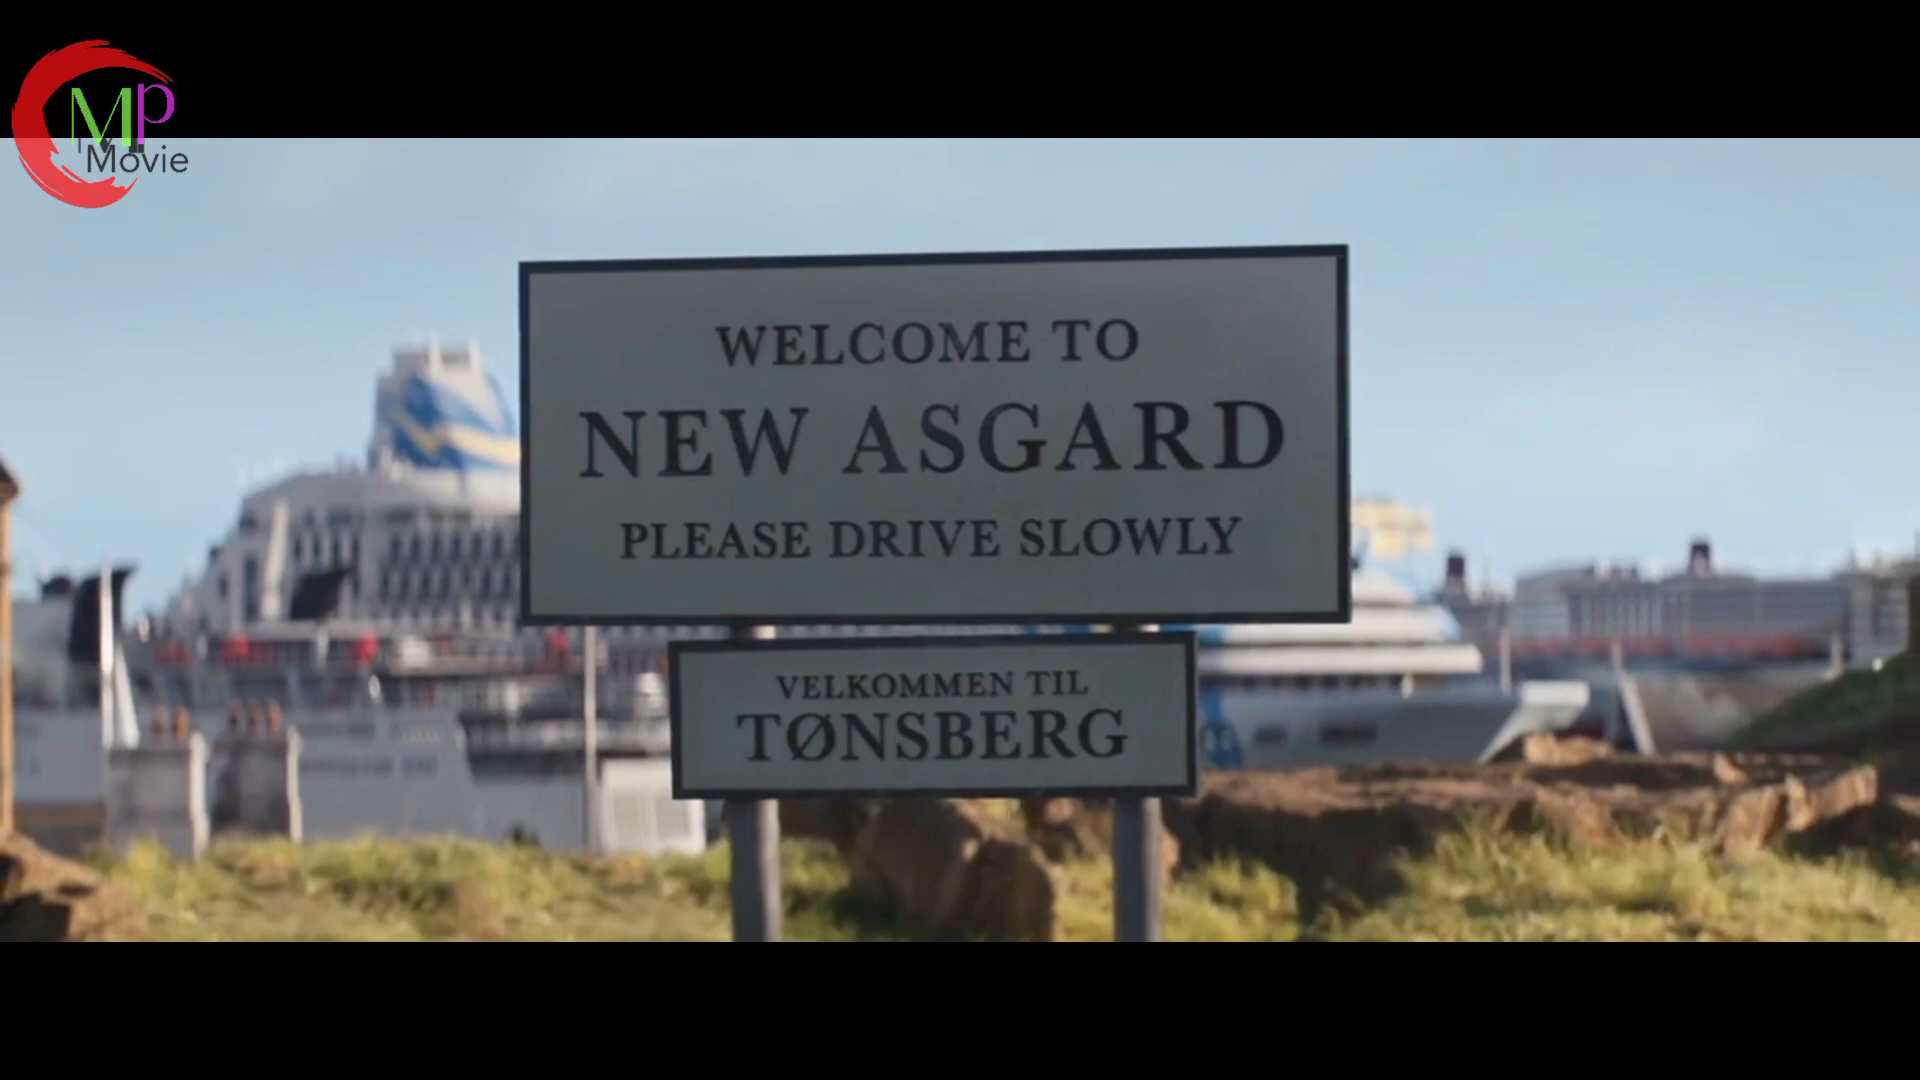 MP
Movie
WELCOME TO
NEW ASGARD
PLEASE DRIVE SLOWLY
VELKOMMEN TIL
TØNSBERG